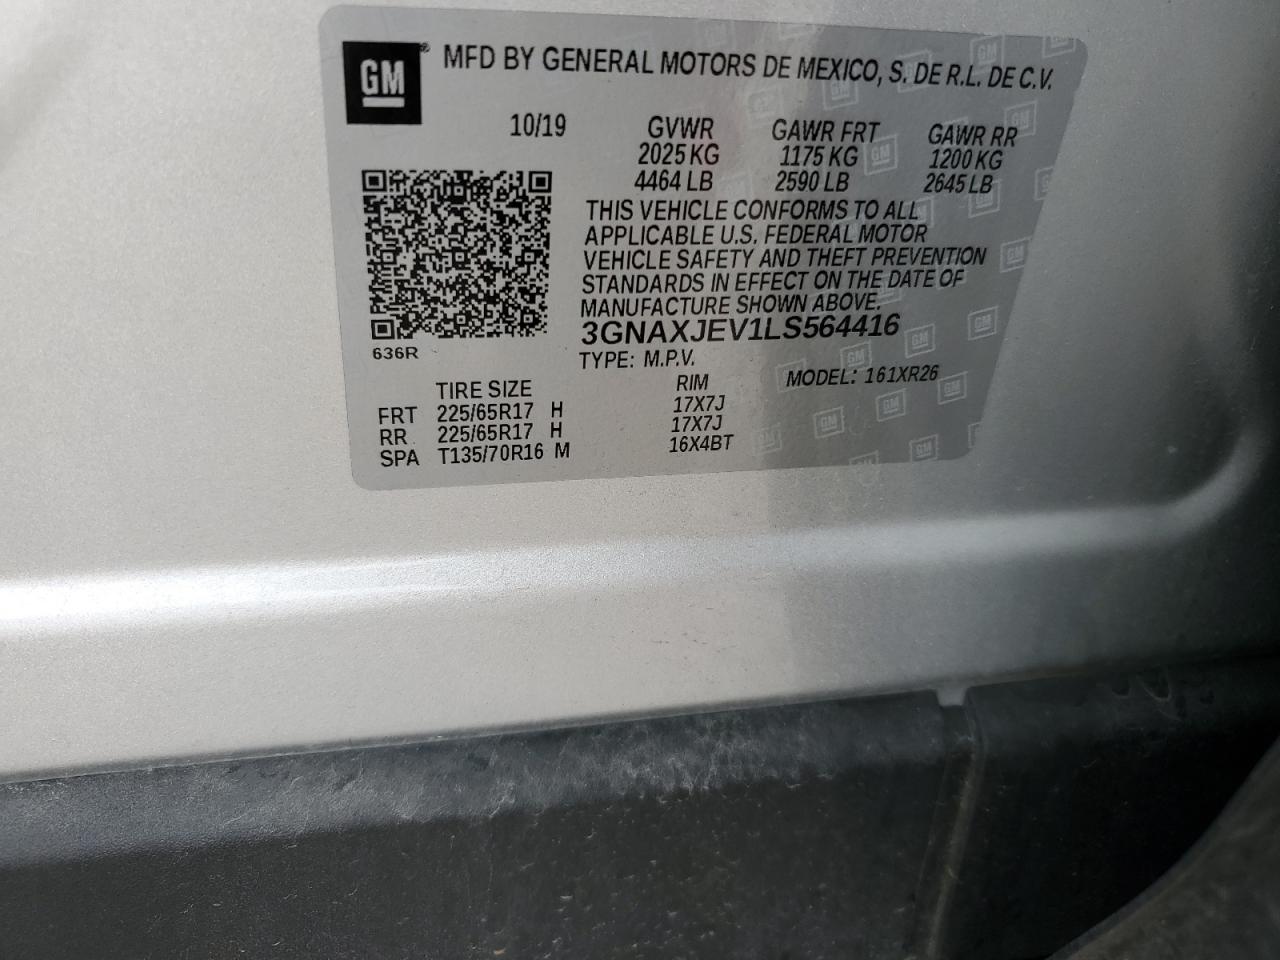 GM® MFD BY GENERAL MOTORS DE MEXICO, S. DE R.L. DE C.V.
10/19 GVWR GAWR FRT GAWR RR
2025 KG 1175 KG 1200 KG
4464 LB 2590 LB 2645 LB
THIS VEHICLE CONFORMS TO ALL
APPLICABLE U.S. FEDERAL MOTOR
VEHICLE SAFETY AND THEFT PREVENTION
STANDARDS IN EFFECT ON THE DATE OF
MANUFACTURE SHOWN ABOVE.
3GNAXJEV1LS564416
636R
TYPE: M.P.V. MODEL: 161XR26
TIRE SIZE RIM
FRT 225/65R17 H 17X7J
RR 225/65R17 H 17X7J
SPA T135/70R16 M 16X4BT